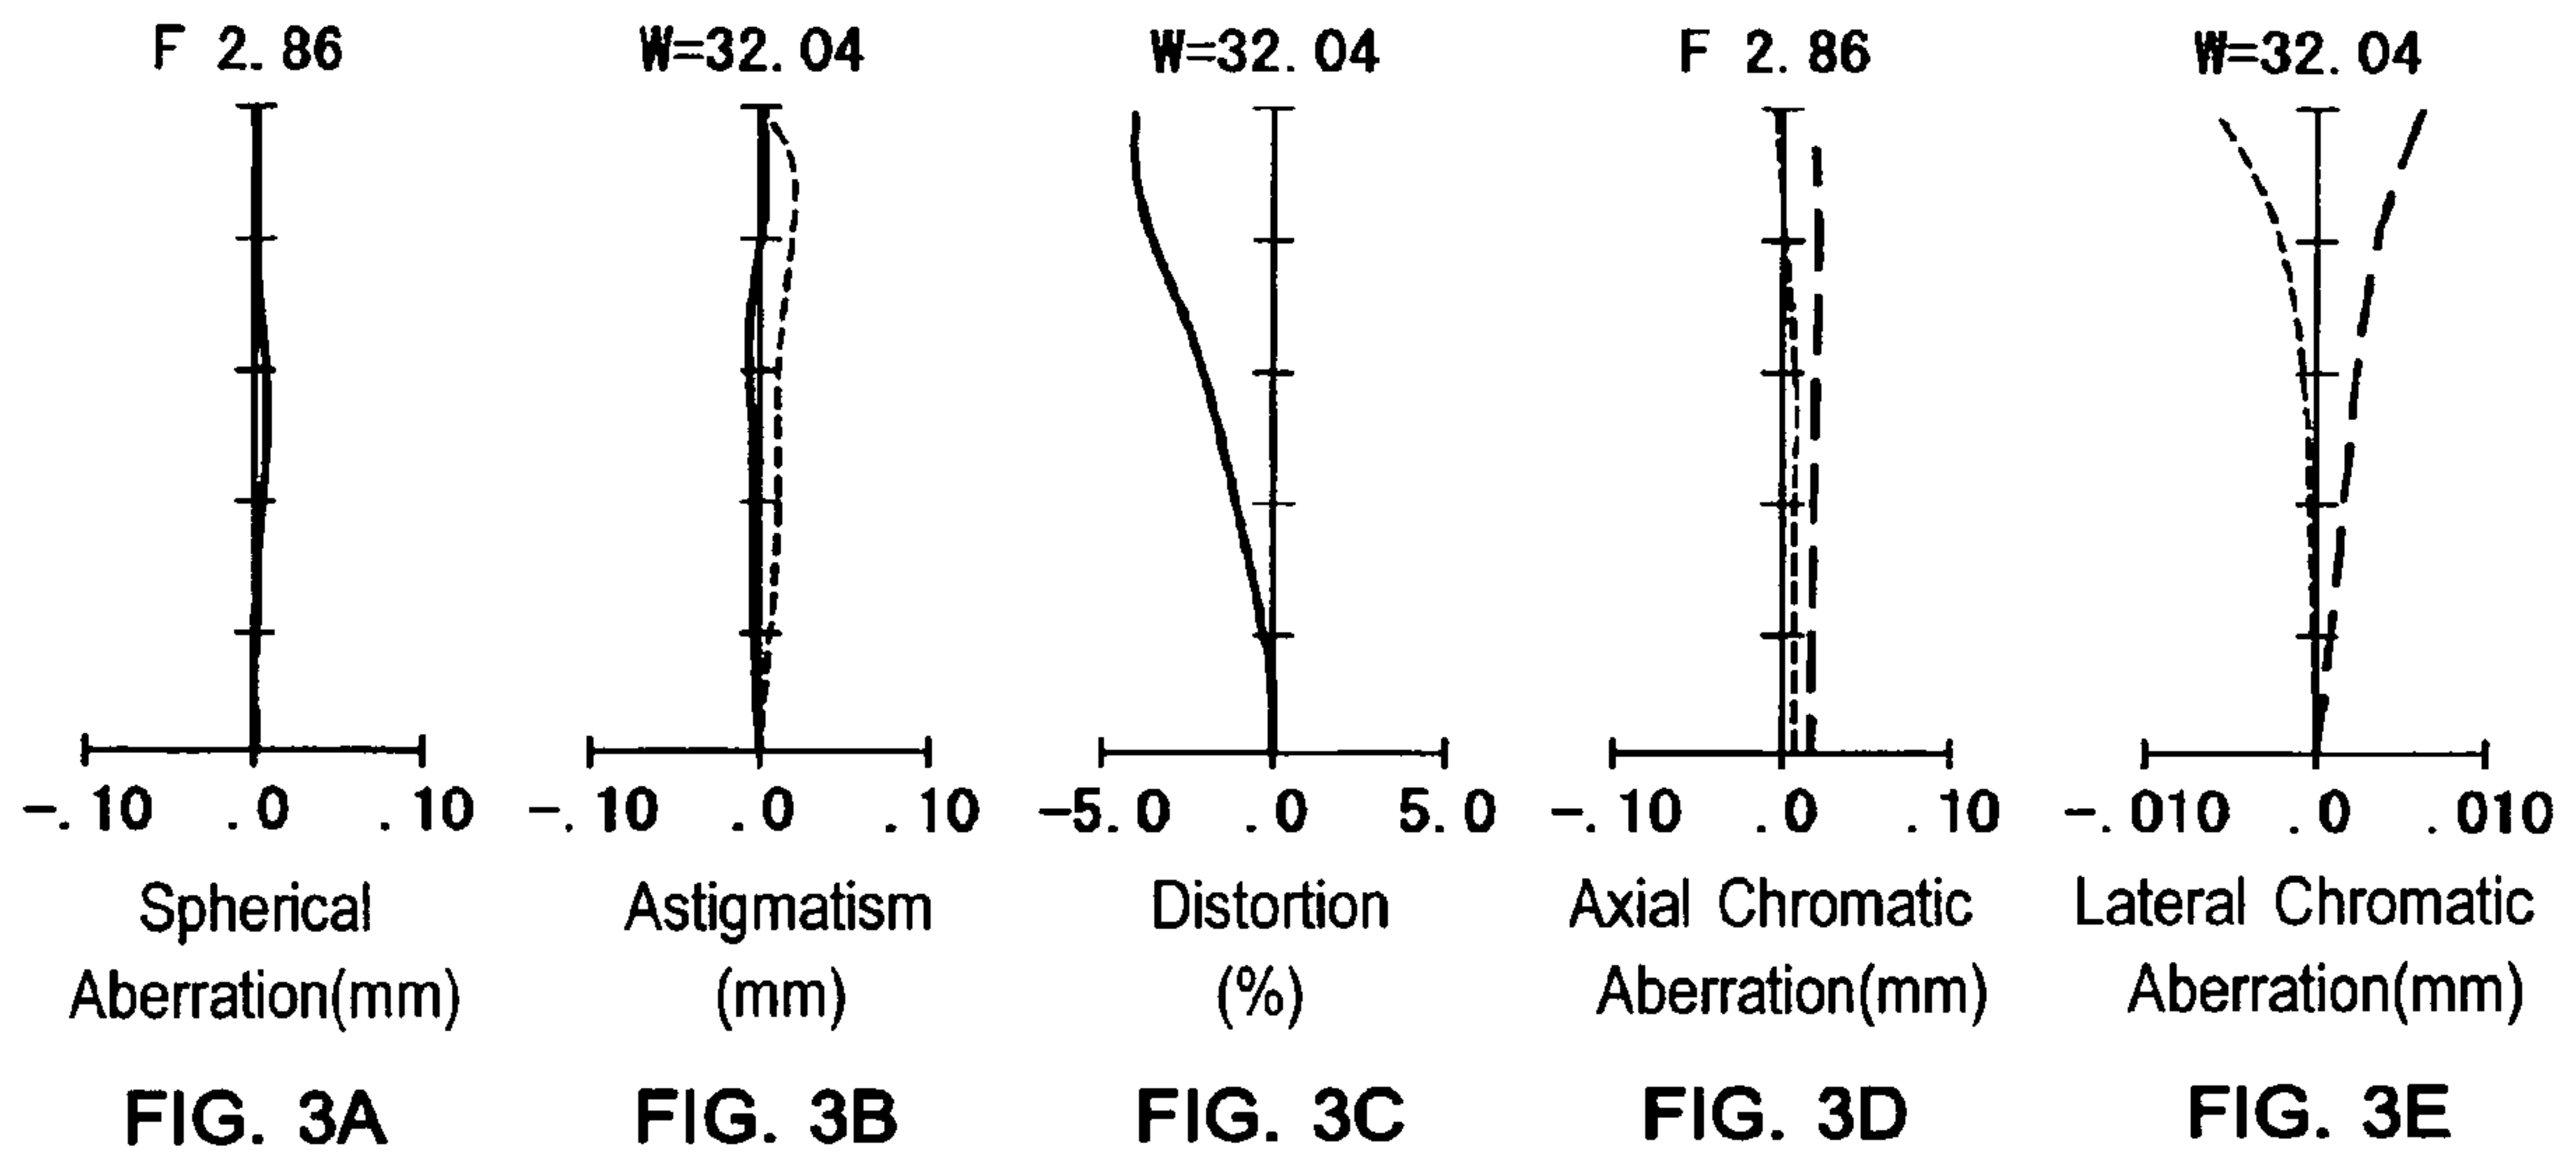 F 2.86
W=32.04
W=32.04
F 2.86
W=32.04
-.10 .0 .10
-.10 .0 .10
-5.0 .0 5.0
-.10 .0 .10
-.010 .0 .010
Spherical
Aberration(mm)
Astigmatism
(mm)
Distortion
(%)
Axial Chromatic
Aberration(mm)
Lateral Chromatic
Aberration(mm)
FIG. 3A
FIG. 3B
FIG. 3C
FIG. 3D
FIG. 3E